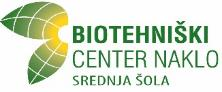 BIOTEHNIŠKI
CENTER NAKLO
SREDNJA ŠOLA